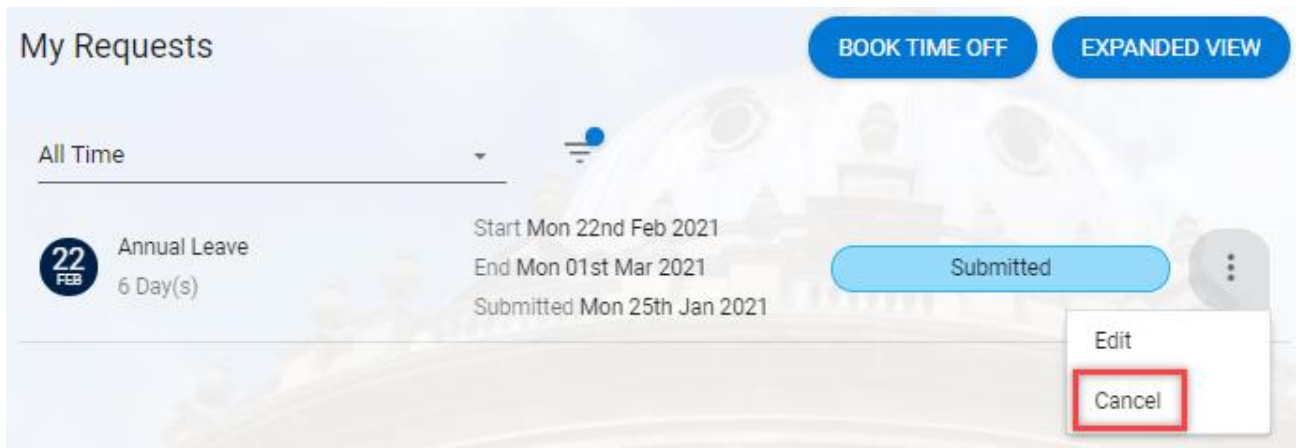 My Requests
BOOK TIME OFF
EXPANDED VIEW
All Time
22
FEB
Annual Leave
6 Day(s)
Start Mon 22nd Feb 2021
End Mon 01st Mar 2021
Submitted Mon 25th Jan 2021
Submitted
Edit
Cancel